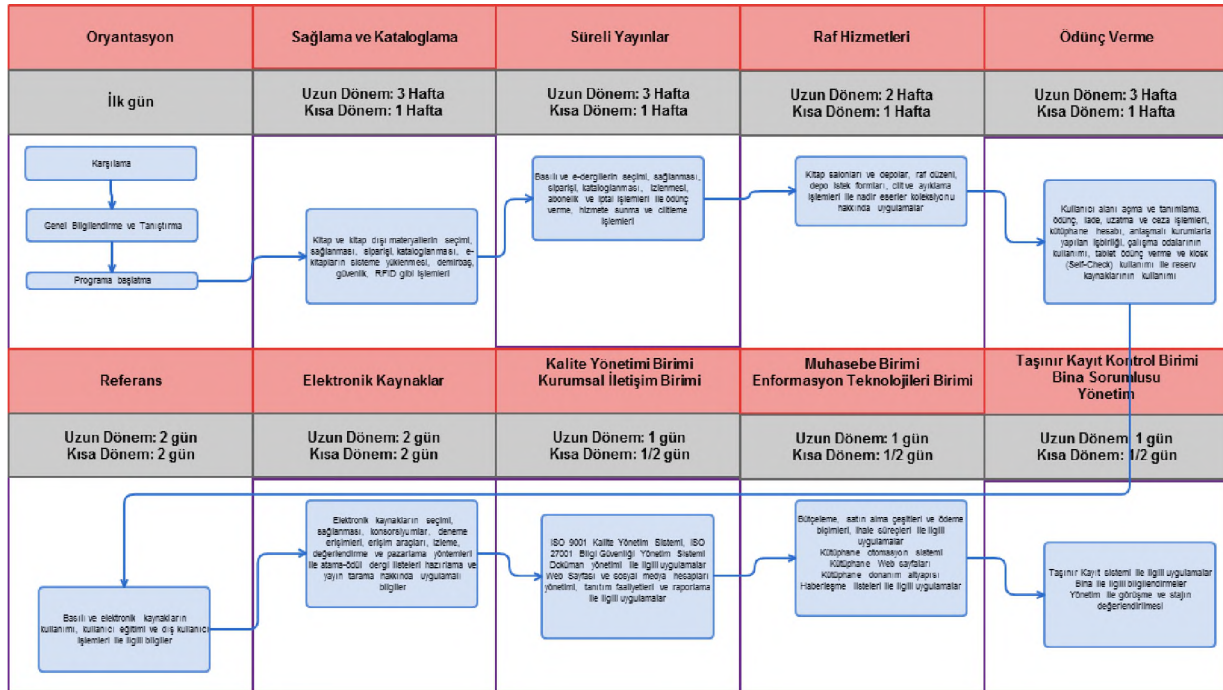 Oryantasyon
Sağlama ve Kataloglama
Süreli Yayınlar
Raf Hizmetleri
Ödünç Verme
İlk gün
Uzun Dönem: 3 Hafta
Kısa Dönem: 1 Hafta
Uzun Dönem: 3 Hafta
Kısa Dönem: 1 Hafta
Uzun Dönem: 2 Hafta
Kısa Dönem: 1 Hafta
Uzun Dönem: 3 Hafta
Kısa Dönem: 1 Hafta
Karşılama
Genel Bilgilendirme ve Tanıştırma
Programa başlatma
Kitap ve kitap dışı materyallerin seçimi,
sağlanması, siparişi, kataloglanması, e-
kitapların sisteme yüklenmesi, demirbaş,
güvenlik, RFID gibi işlemleri
Basılı ve e-dergilerin seçimi, sağlanması,
siparişi, kataloglanması, izlenmesi,
abonelik ve iptal işlemleri ile ödünç
verme, hizmete sunma ve ciltleme
işlemleri
Kitap salonları ve depolar, raf düzeni,
depo istek formları, cilt ve ayıklama
işlemleri ile nadir eserler koleksiyonu
hakkında uygulamalar
Kullanıcı alanı açma ve tanımlama,
ödünç, iade, uzatma ve ceza işlemleri,
kütüphane hesabı, anlaşmalı kurumlarla
yapılan işbirliği, çalışma odalarının
kullanımı, tablet ödünç verme ve kiosk
(Self-Check) kullanımı ile reserv
kaynaklarının kullanımı
Referans
Elektronik Kaynaklar
Kalite Yönetimi Birimi
Kurumsal İletişim Birimi
Muhasebe Birimi
Enformasyon Teknolojileri Birimi
Taşınır Kayıt Kontrol Birimi
Bina Sorumlusu
Yönetim
Uzun Dönem: 2 gün
Kısa Dönem: 2 gün
Uzun Dönem: 2 gün
Kısa Dönem: 2 gün
Uzun Dönem: 1 gün
Kısa Dönem: 1/2 gün
Uzun Dönem: 1 gün
Kısa Dönem: 1/2 gün
Uzun Dönem: 1 gün
Kısa Dönem: 1/2 gün
Basılı ve elektronik kaynakların
kullanımı, kullanıcı eğitimi ve dış kullanıcı
işlemleri ile ilgili bilgiler
Elektronik kaynakların seçimi,
sağlanması, konsorsiyumlar, deneme
erişimleri, erişim araçları, izleme,
değerlendirme ve pazarlama yöntemleri
ile atama-ödül dergi listeleri hazırlama ve
yayın tarama hakkında uygulamalı
bilgiler
ISO 9001 Kalite Yönetim Sistemi, ISO
27001 Bilgi Güvenliği Yönetim Sistemi
Doküman yönetimi ile ilgili uygulamalar
Web Sayfası ve sosyal medya hesapları
yönetimi, tanıtım faaliyetleri ve raporlama
ile ilgili uygulamalar
Bütçeleme, satın alma çeşitleri ve ödeme
biçimleri, ihale süreçleri ile ilgili
uygulamalar
Kütüphane otomasyon sistemi
Kütüphane Web sayfaları
Kütüphane donanım altyapısı
Haberleşme listeleri ile ilgili uygulamalar
Taşınır Kayıt sistemi ile ilgili uygulamalar
Bina ile ilgili bilgilendirmeler
Yönetim ile görüşme ve stajın
değerlendirilmesi